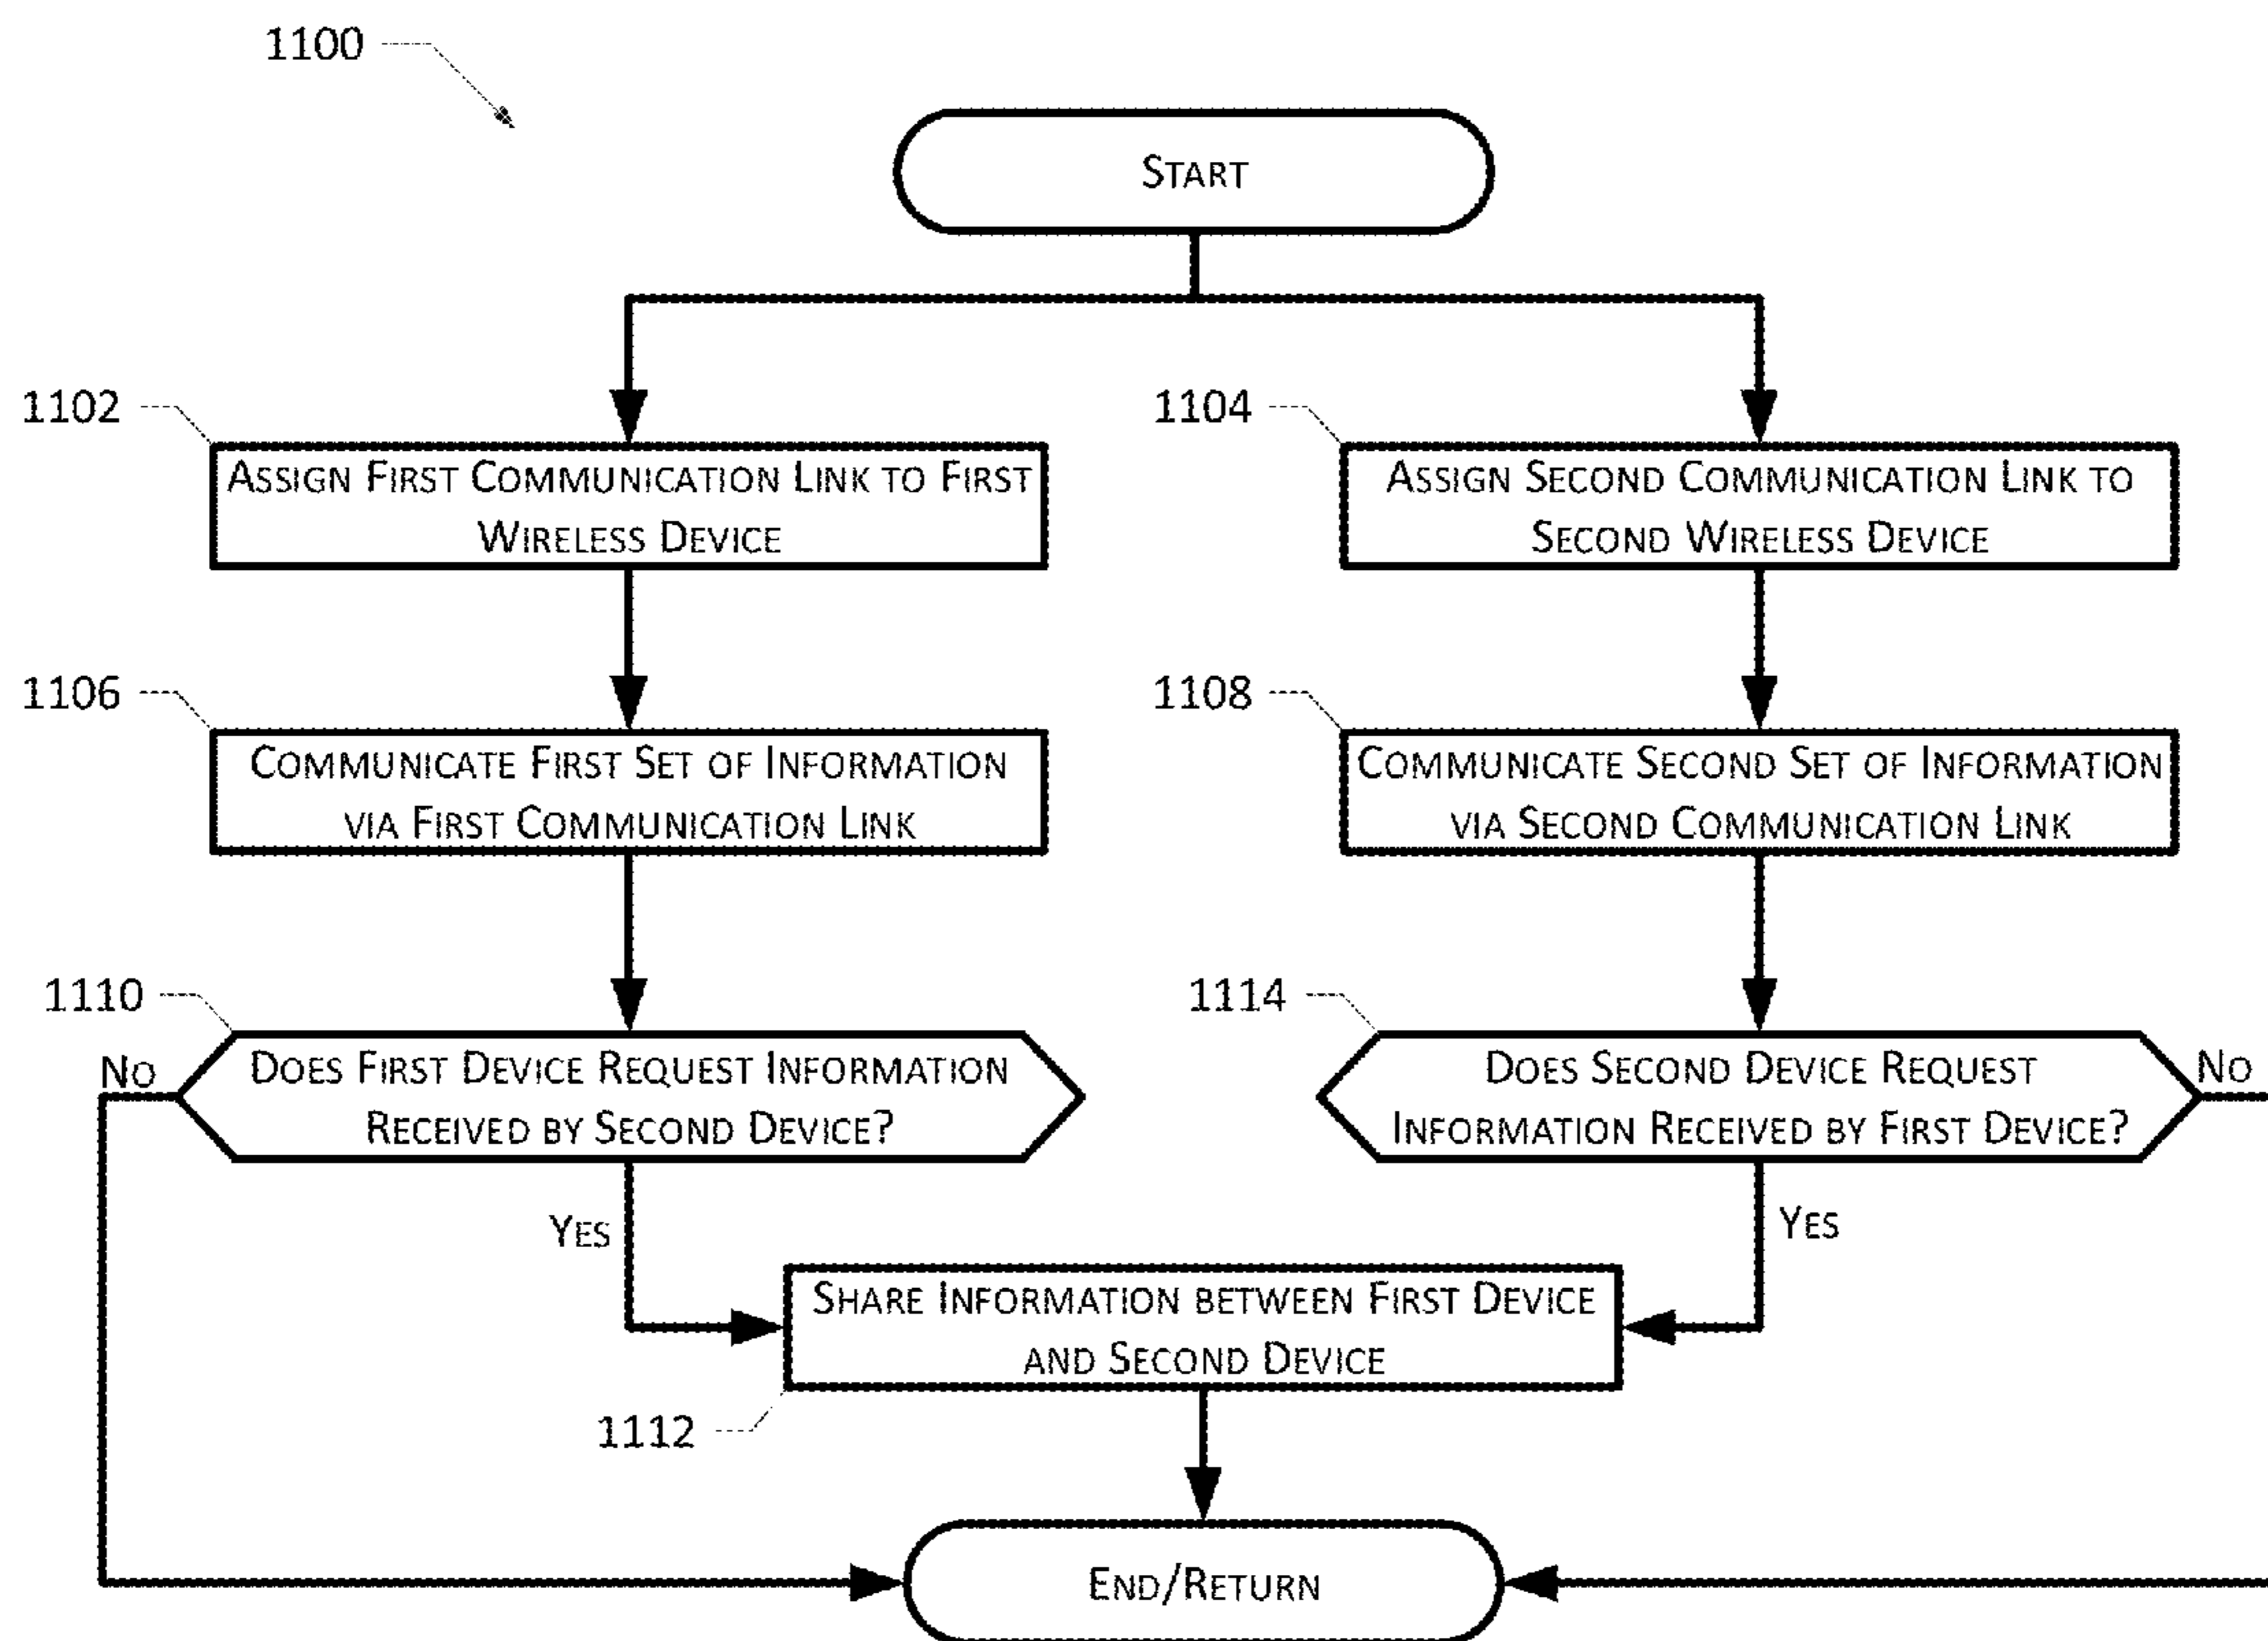 1100
START
1102
ASSIGN FIRST COMMUNICATION LINK TO FIRST
WIRELESS DEVICE
1104
ASSIGN SECOND COMMUNICATION LINK TO
SECOND WIRELESS DEVICE
1106
COMMUNICATE FIRST SET OF INFORMATION
VIA FIRST COMMUNICATION LINK
1108
COMMUNICATE SECOND SET OF INFORMATION
VIA SECOND COMMUNICATION LINK
1110
NO
DOES FIRST DEVICE REQUEST INFORMATION
RECEIVED BY SECOND DEVICE?
1114
DOES SECOND DEVICE REQUEST
INFORMATION RECEIVED BY FIRST DEVICE?
NO
YES
YES
SHARE INFORMATION BETWEEN FIRST DEVICE
AND SECOND DEVICE
1112
END/RETURN